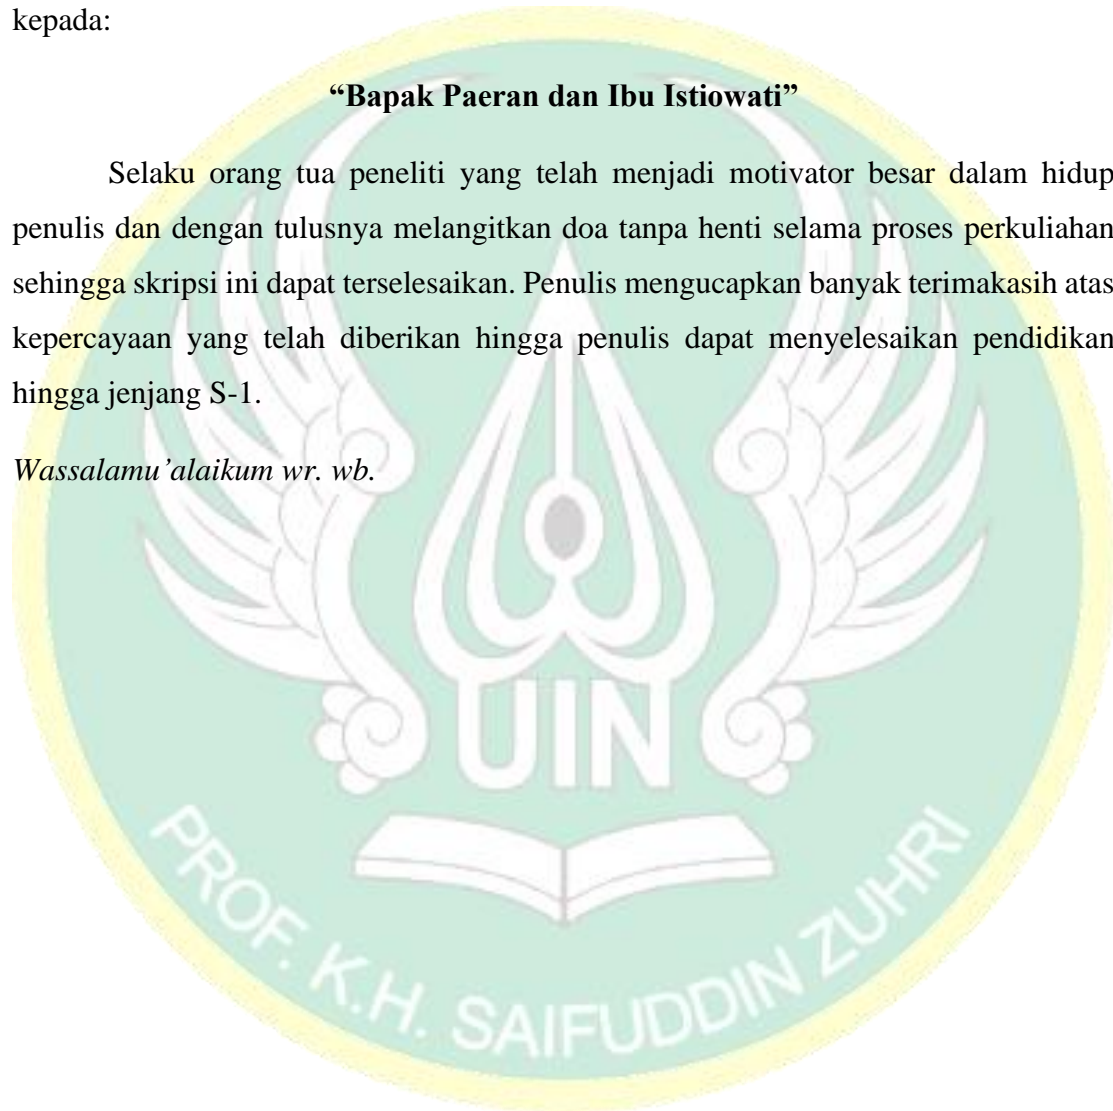 kepada:
“Bapak Paeran dan Ibu Istiowati”
Selaku orang tua peneliti yang telah menjadi motivator besar dalam hidup
penulis dan dengan tulusnya melangitkan doa tanpa henti selama proses perkuliahan
sehingga skripsi ini dapat terselesaikan. Penulis mengucapkan banyak terimakasih atas
kepercayaan yang telah diberikan hingga penulis dapat menyelesaikan pendidikan
hingga jenjang S-1.
Wassalamu’alaikum wr. wb.
UIN
PROF. K.H. SAIFUDDIN ZUHRI